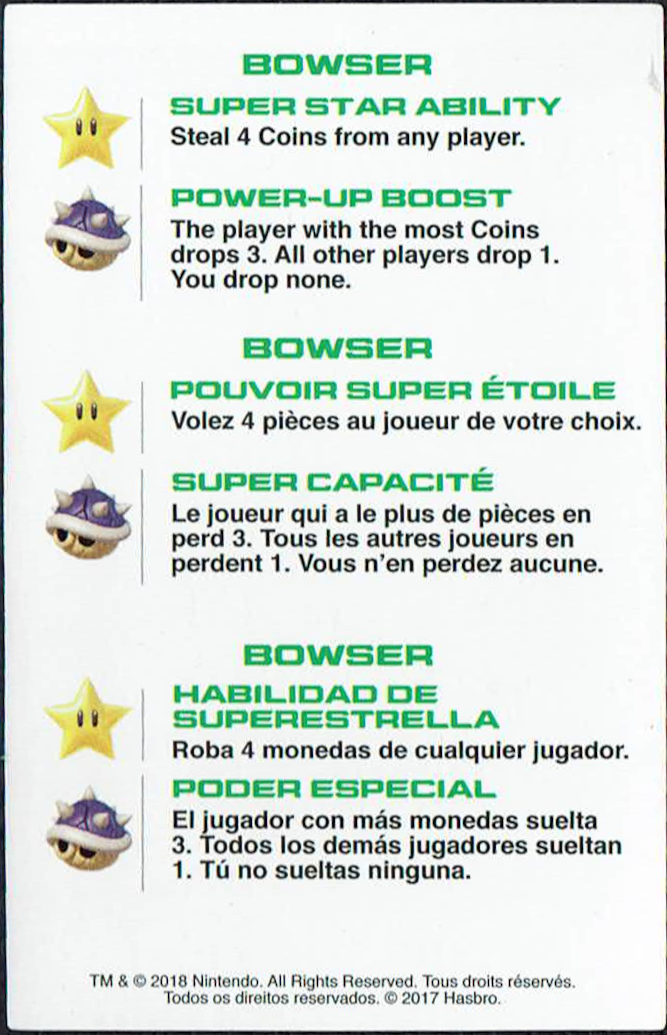 BOWSER
SUPER STAR ABILITY
Steal 4 Coins from any player.
POWER-UP BOOST
The player with the most Coins
drops 3. All other players drop 1.
You drop none.
BOWSER
POUVOIR SUPER ÉTOILE
Volez 4 pièces au joueur de votre choix.
SUPER CAPACITÉ
Le joueur qui a le plus de pièces en
perd 3. Tous les autres joueurs en
perdent 1. Vous n'en perdez aucune.
BOWSER
HABILIDAD DE
SUPERESTRELLA
Roba 4 monedas de cualquier jugador.
PODER ESPECIAL
El jugador con más monedas suelta
3. Todos los demás jugadores sueltan
1. Tú no sueltas ninguna.
TM & © 2018 Nintendo. All Rights Reserved. Tous droits réservés.
Todos os direitos reservados. © 2017 Hasbro.